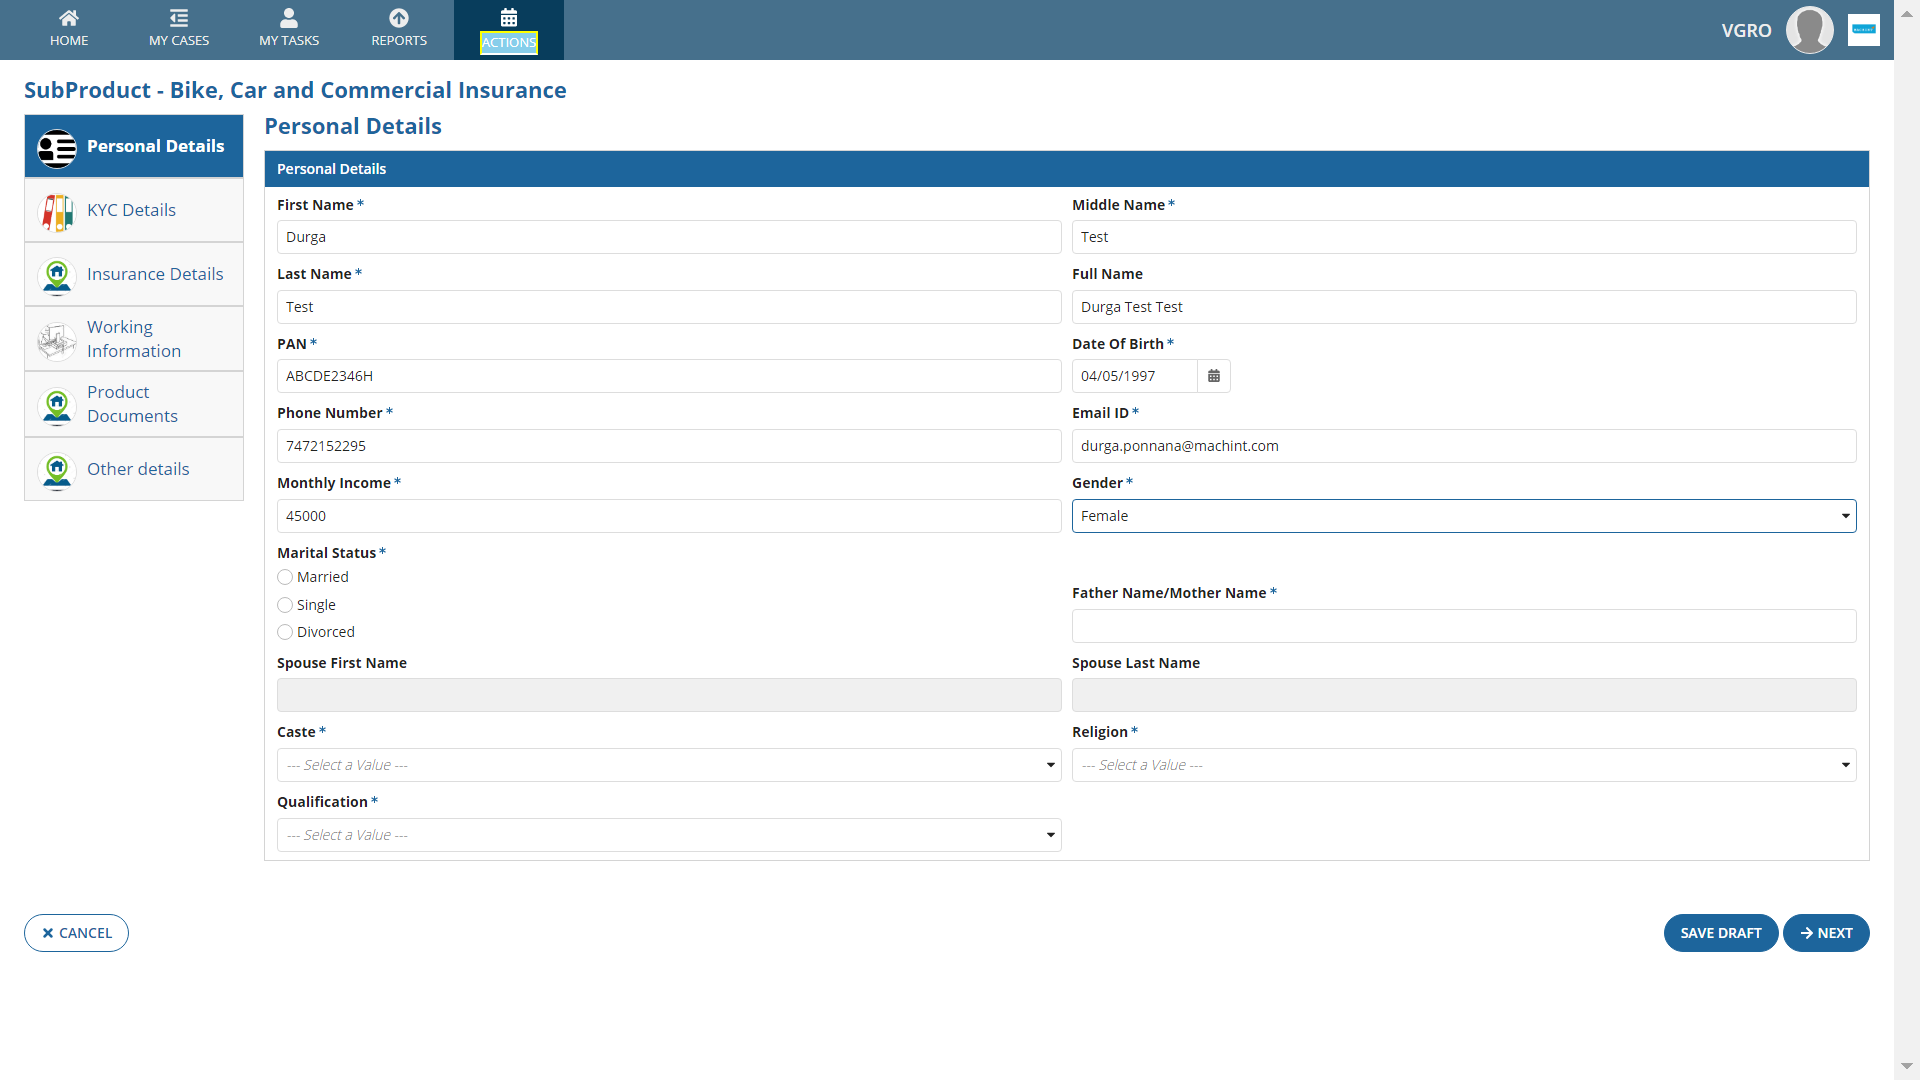 HOME
MY CASES
MY TASKS
REPORTS
ACTIONS
VGRO
SubProduct - Bike, Car and Commercial Insurance
Personal Details
KYC Details
Insurance Details
Working
Information
Product
Documents
Other details
Personal Details
Personal Details
First Name *
Durga
Middle Name *
Test
Last Name *
Test
Full Name
Durga Test Test
PAN *
ABCDE2346H
Date Of Birth *
04/05/1997
Phone Number *
7472152295
Email ID *
durga.ponnana@machint.com
Monthly Income *
45000
Gender *
Female
Marital Status *
Married
Single
Divorced
Father Name/Mother Name *
Spouse First Name
Spouse Last Name
Caste *
--- Select a Value ---
Religion *
--- Select a Value ---
Qualification *
--- Select a Value ---
CANCEL
SAVE DRAFT
NEXT